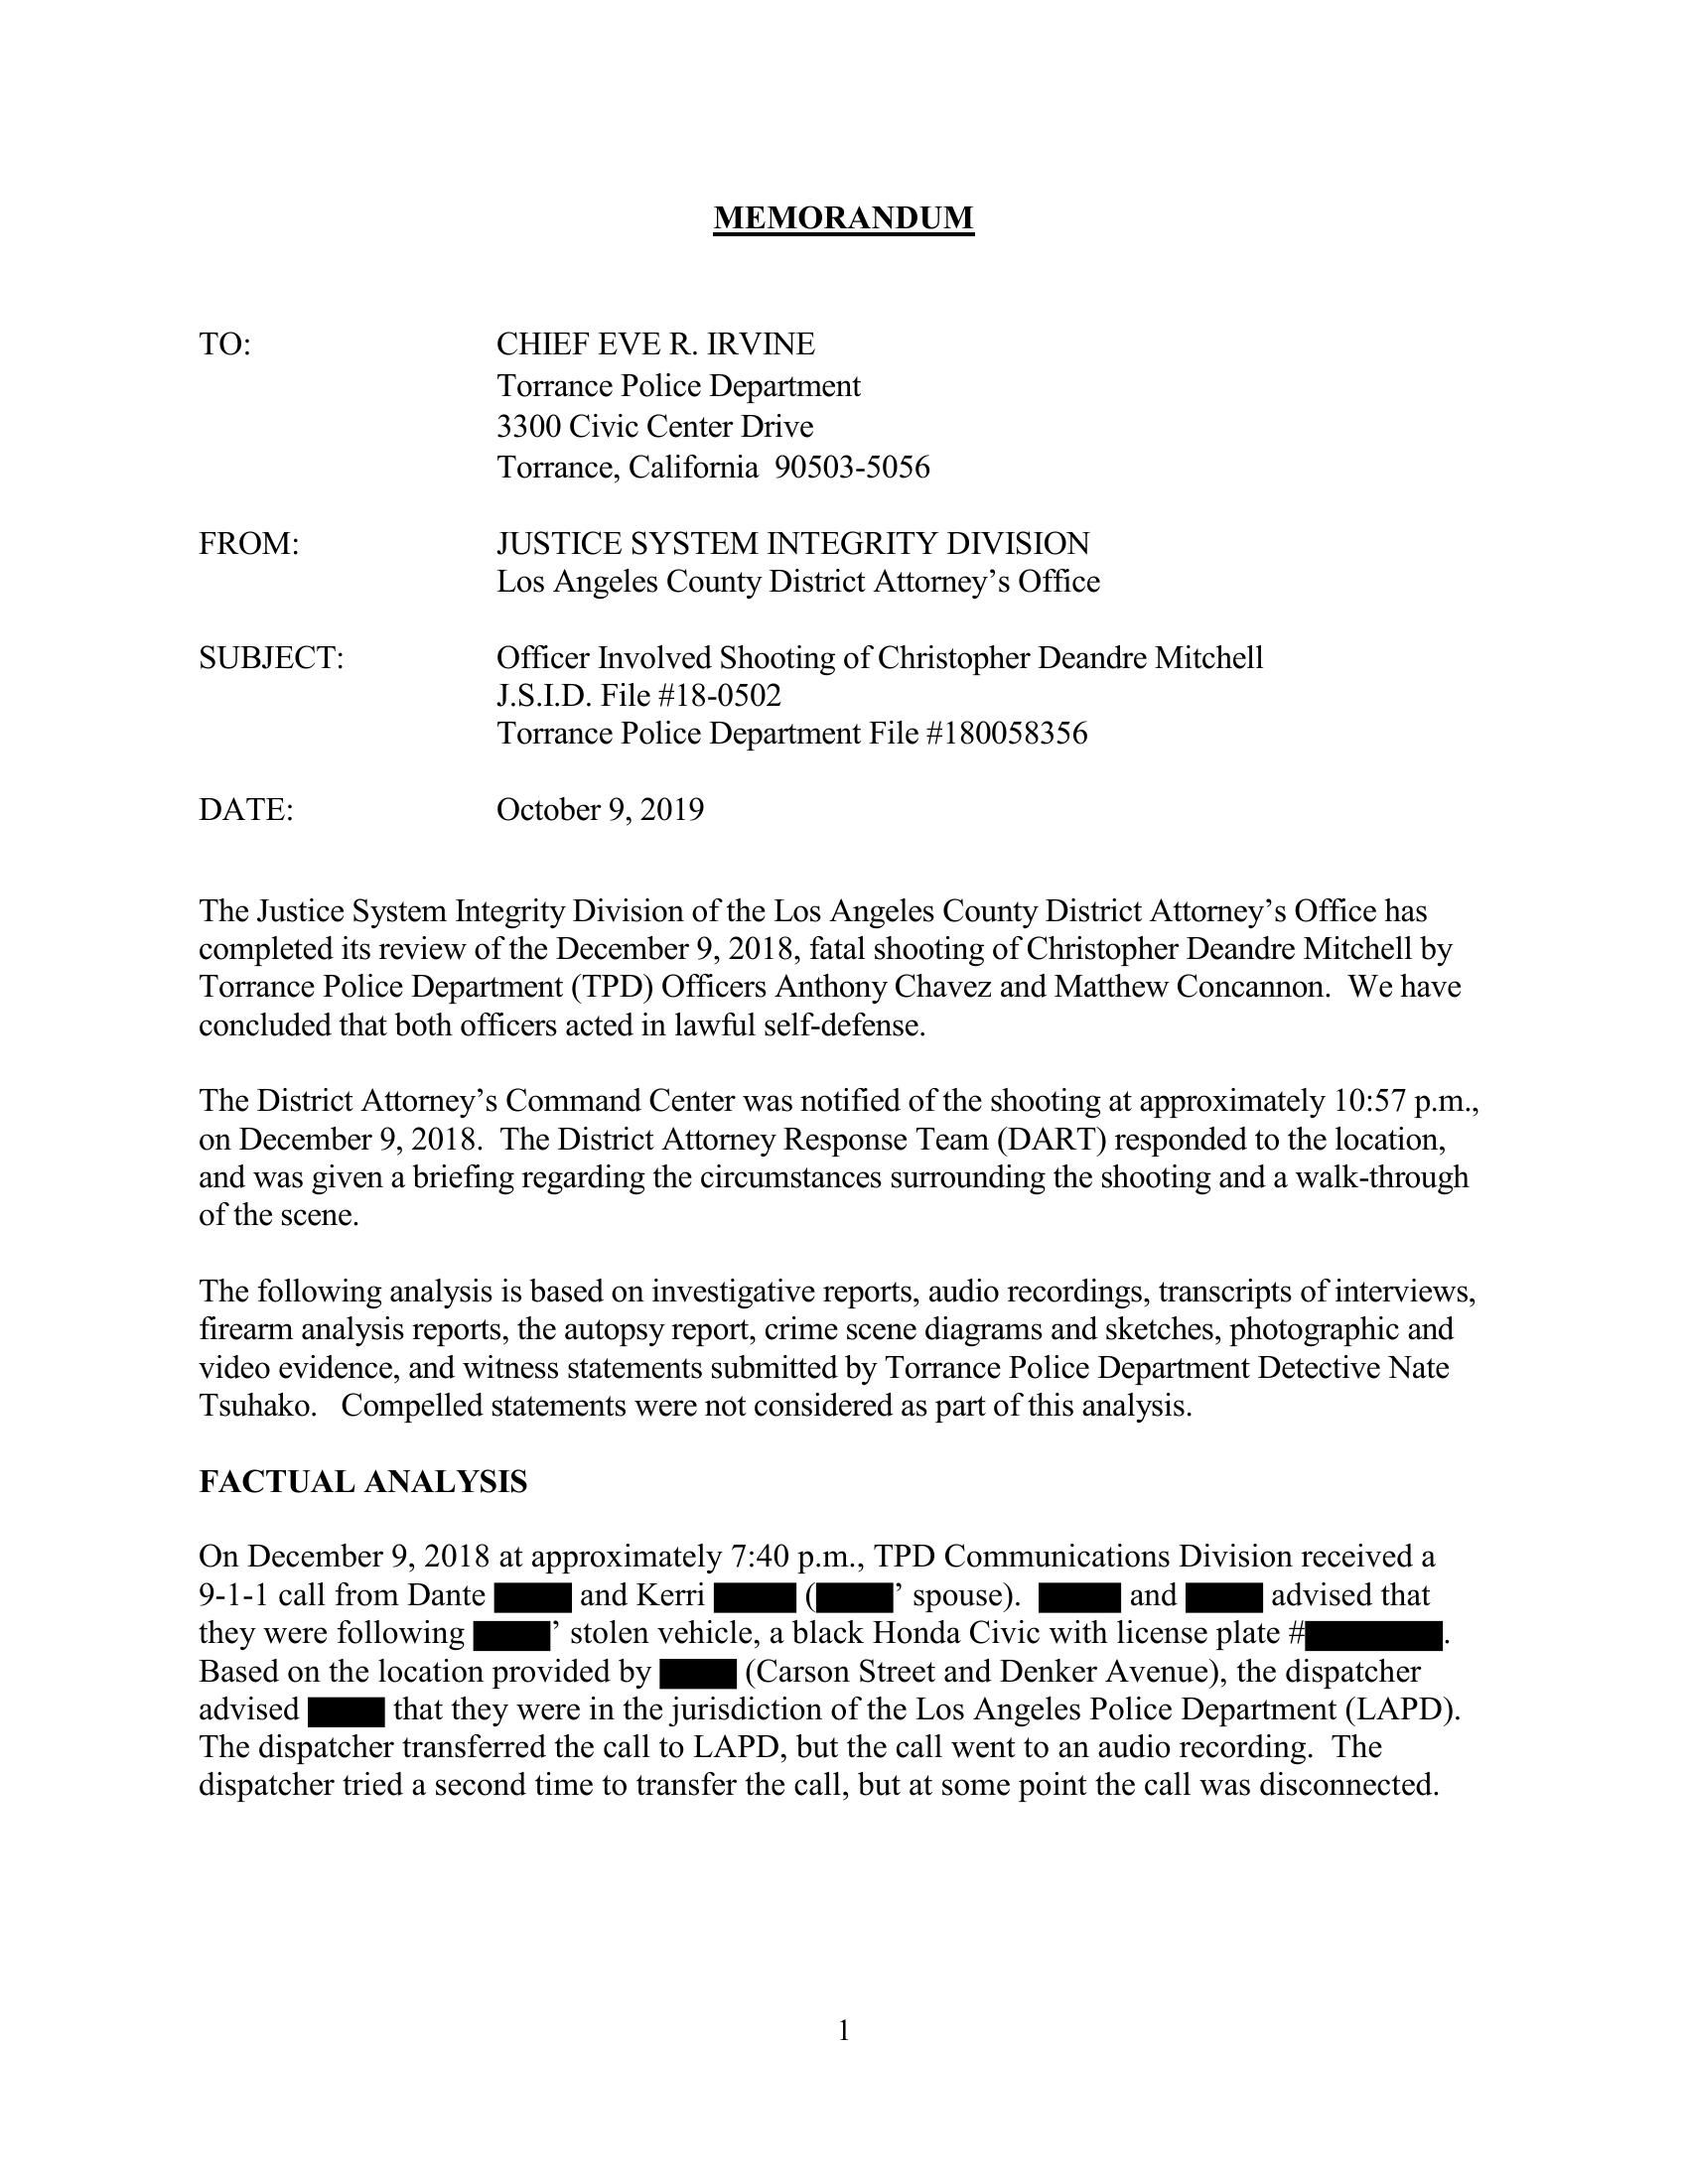 MEMORANDUM
TO: CHIEF EVE R. IRVINE
Torrance Police Department
3300 Civic Center Drive
Torrance, California  90503-5056
FROM: JUSTICE SYSTEM INTEGRITY DIVISION
Los Angeles County District Attorney’s Office
SUBJECT: Officer Involved Shooting of Christopher Deandre Mitchell
J.S.I.D. File #18-0502
Torrance Police Department File #180058356
DATE: October 9, 2019
The Justice System Integrity Division of the Los Angeles County District Attorney’s Office has
completed its review of the December 9, 2018, fatal shooting of Christopher Deandre Mitchell by
Torrance Police Department (TPD) Officers Anthony Chavez and Matthew Concannon.  We have
concluded that both officers acted in lawful self-defense.
The District Attorney’s Command Center was notified of the shooting at approximately 10:57 p.m.,
on December 9, 2018.  The District Attorney Response Team (DART) responded to the location,
and was given a briefing regarding the circumstances surrounding the shooting and a walk-through
of the scene.
The following analysis is based on investigative reports, audio recordings, transcripts of interviews,
firearm analysis reports, the autopsy report, crime scene diagrams and sketches, photographic and
video evidence, and witness statements submitted by Torrance Police Department Detective Nate
Tsuhako.   Compelled statements were not considered as part of this analysis.
FACTUAL ANALYSIS
On December 9, 2018 at approximately 7:40 p.m., TPD Communications Division received a
9-1-1 call from Dante and Kerri (’ spouse). and advised that
they were following ’ stolen vehicle, a black Honda Civic with license plate #.
Based on the location provided by (Carson Street and Denker Avenue), the dispatcher
advised that they were in the jurisdiction of the Los Angeles Police Department (LAPD).
The dispatcher transferred the call to LAPD, but the call went to an audio recording.  The
dispatcher tried a second time to transfer the call, but at some point the call was disconnected.
1